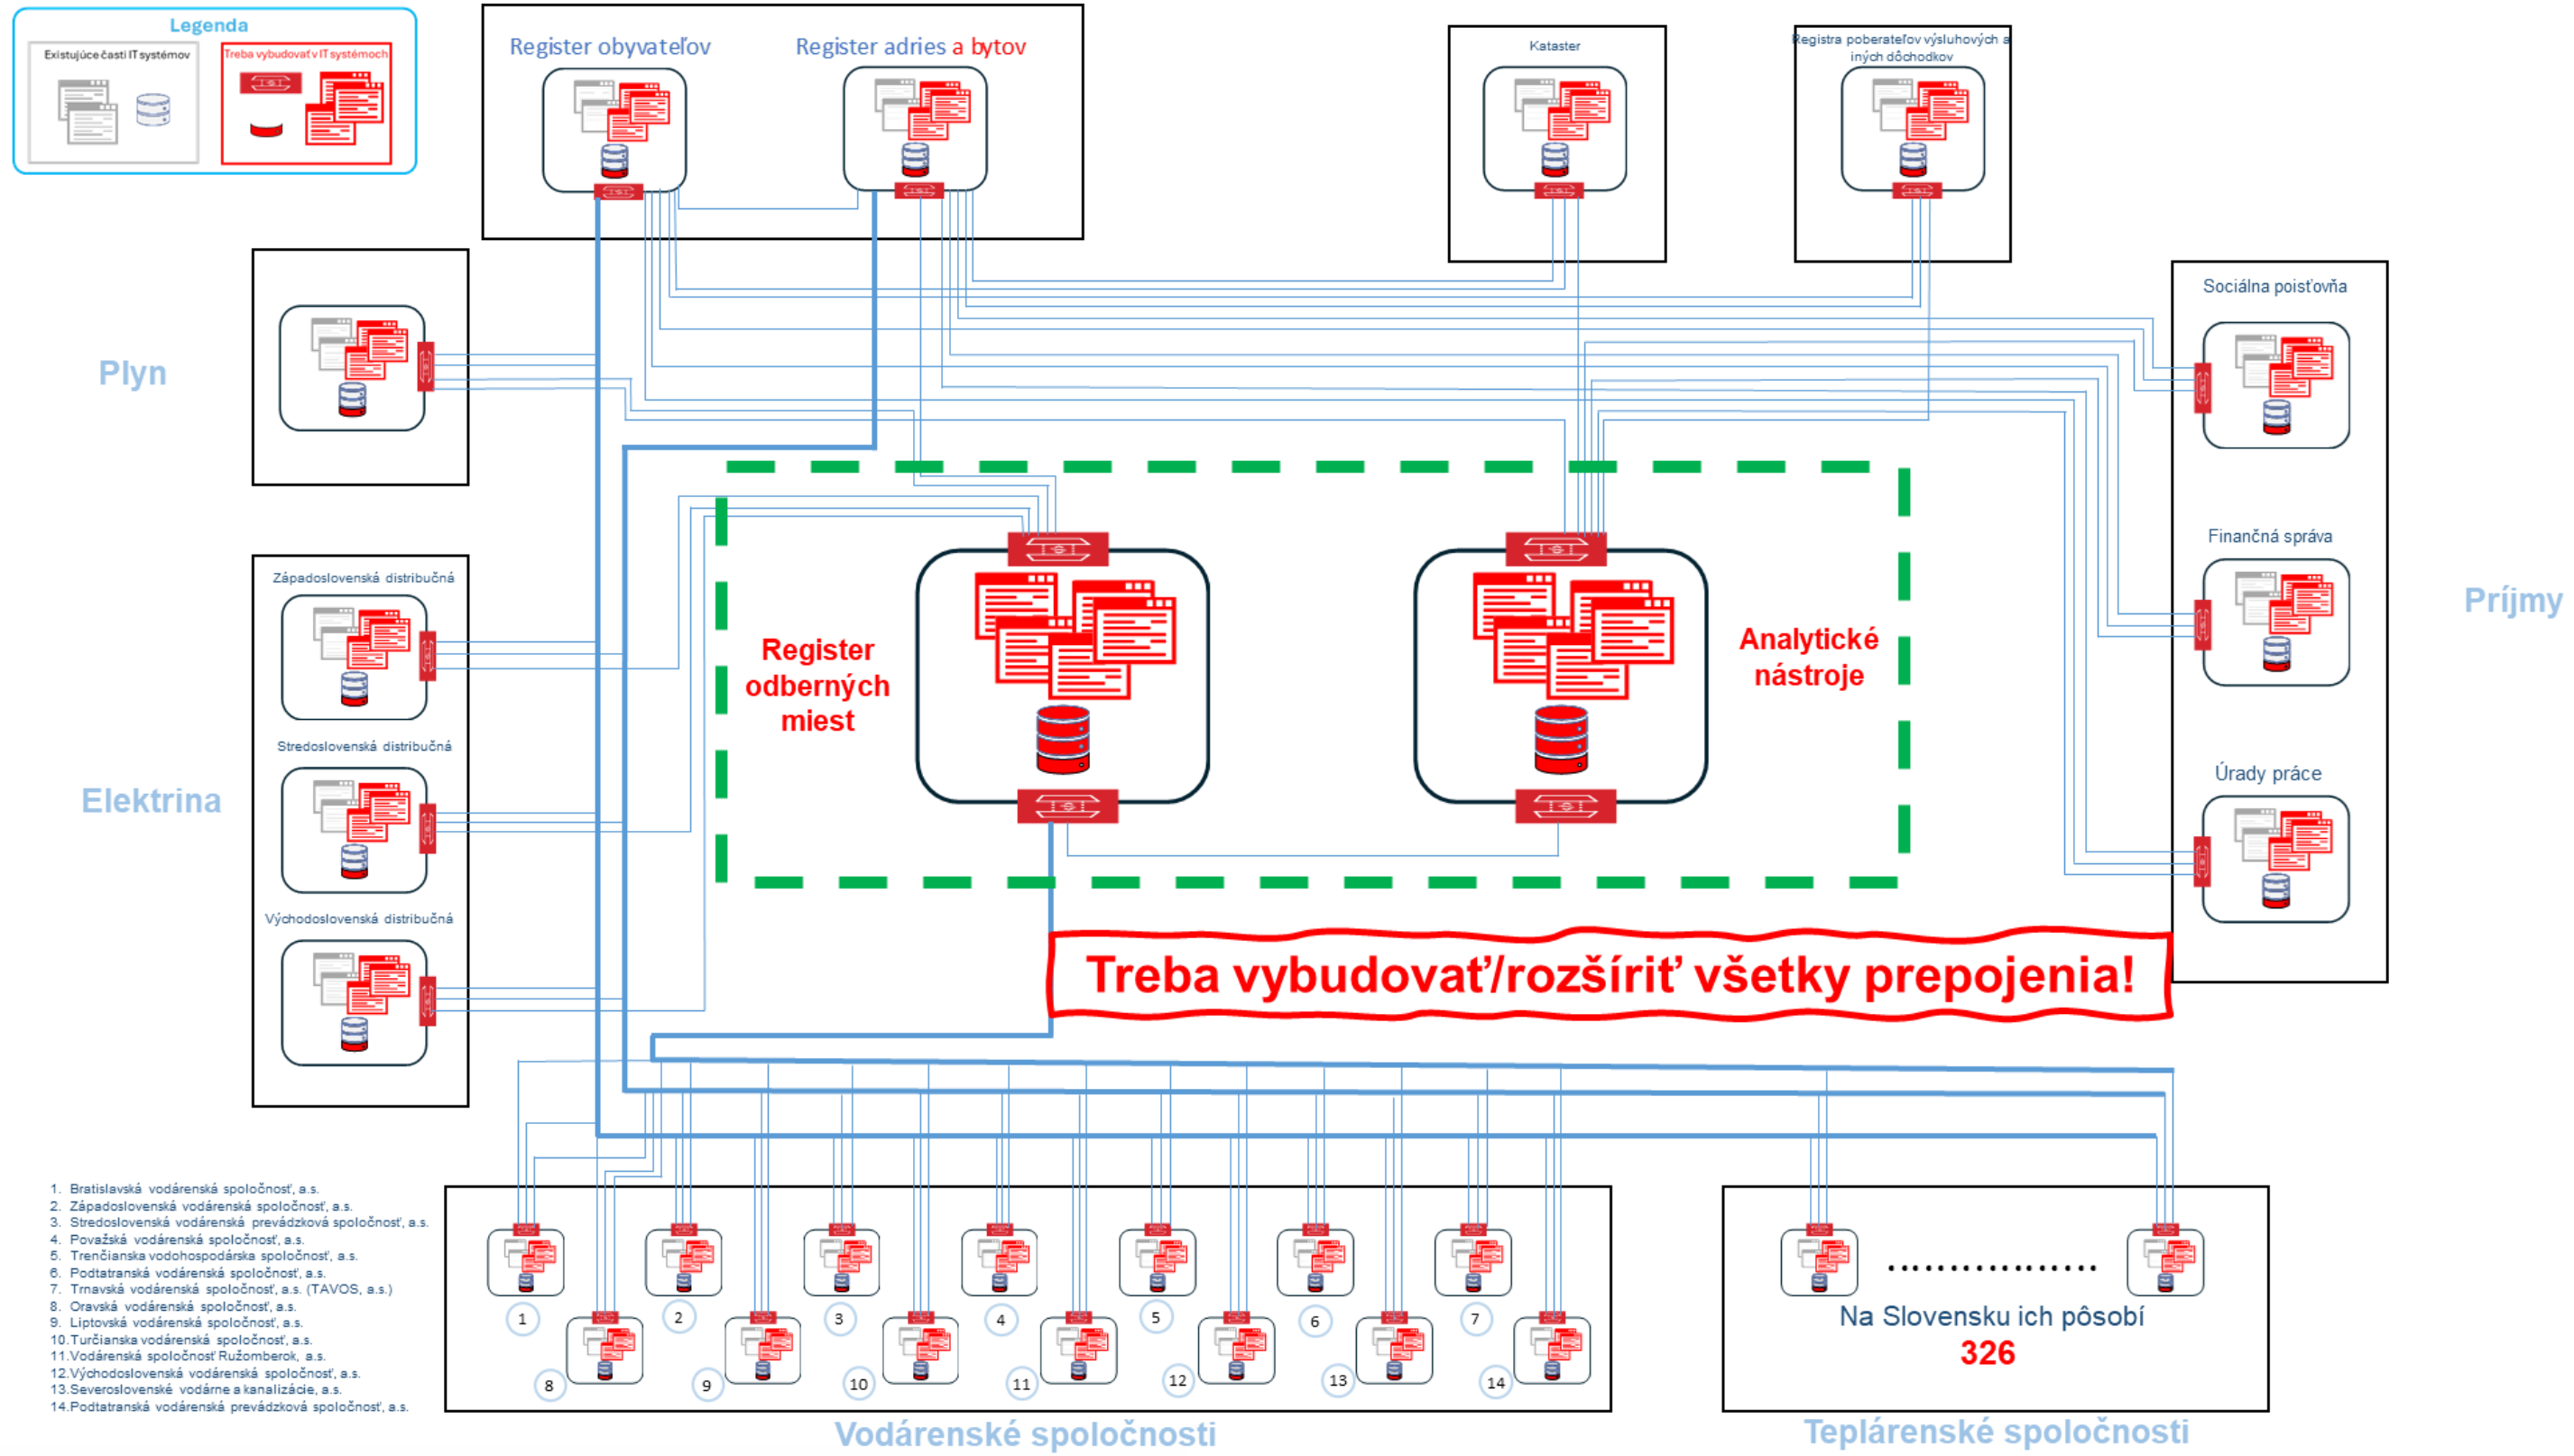 Legenda
Existujúce časti IT systémov
Treba vybudovať v IT systémoch
Register obyvateľov
Register adries a bytov
Kataster
Registra poberateľov výsluhových a
iných dôchodkov
Plyn
Sociálna poisťovňa
Finančná správa
Úrady práce
Príjmy
Elektrina
Západoslovenská distribučná
Stredoslovenská distribučná
Východoslovenská distribučná
Register
odberných
miest
Analytické
nástroje
Treba vybudovať/rozšíriť všetky prepojenia!
1. Bratislavská vodárenská spoločnosť, a.s.
2. Západoslovenská vodárenská spoločnosť, a.s.
3. Stredoslovenská vodárenská prevádzková spoločnosť, a.s.
4. Považská vodárenská spoločnosť, a.s.
5. Trenčianska vodohospodárska spoločnosť, a.s.
6. Podtatranská vodárenská spoločnosť, a.s.
7. Trnavská vodárenská spoločnosť, a.s. (TAVOS, a.s.)
8. Oravská vodárenská spoločnosť, a.s.
9. Liptovská vodárenská spoločnosť, a.s.
10. Turčianska vodárenská spoločnosť, a.s.
11. Vodárenská spoločnosť Ružomberok, a.s.
12. Východoslovenská vodárenská spoločnosť, a.s.
13. Severoslovenské vodárne a kanalizácie, a.s.
14. Podtatranská vodárenská prevádzková spoločnosť, a.s.
1
2
3
4
5
6
7
8
9
10
11
12
13
14
Vodárenské spoločnosti
................
Na Slovensku ich pôsobí
326
Teplárenské spoločnosti